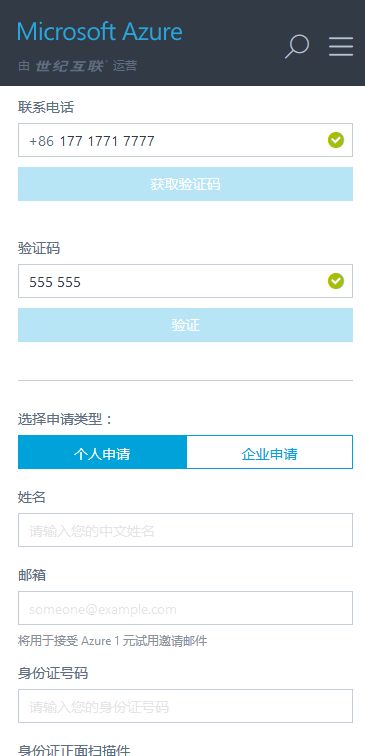 Microsoft Azure
由 世纪互联 运营
联系电话
+86 177 1771 7777
获取验证码
验证码
555 555
验证
选择申请类型：
个人申请 企业申请
姓名
请输入您的中文姓名
邮箱
someone@example.com
将用于接受 Azure 1 元试用邀请邮件
身份证号码
请输入您的身份证号码
身份证正面扫描件